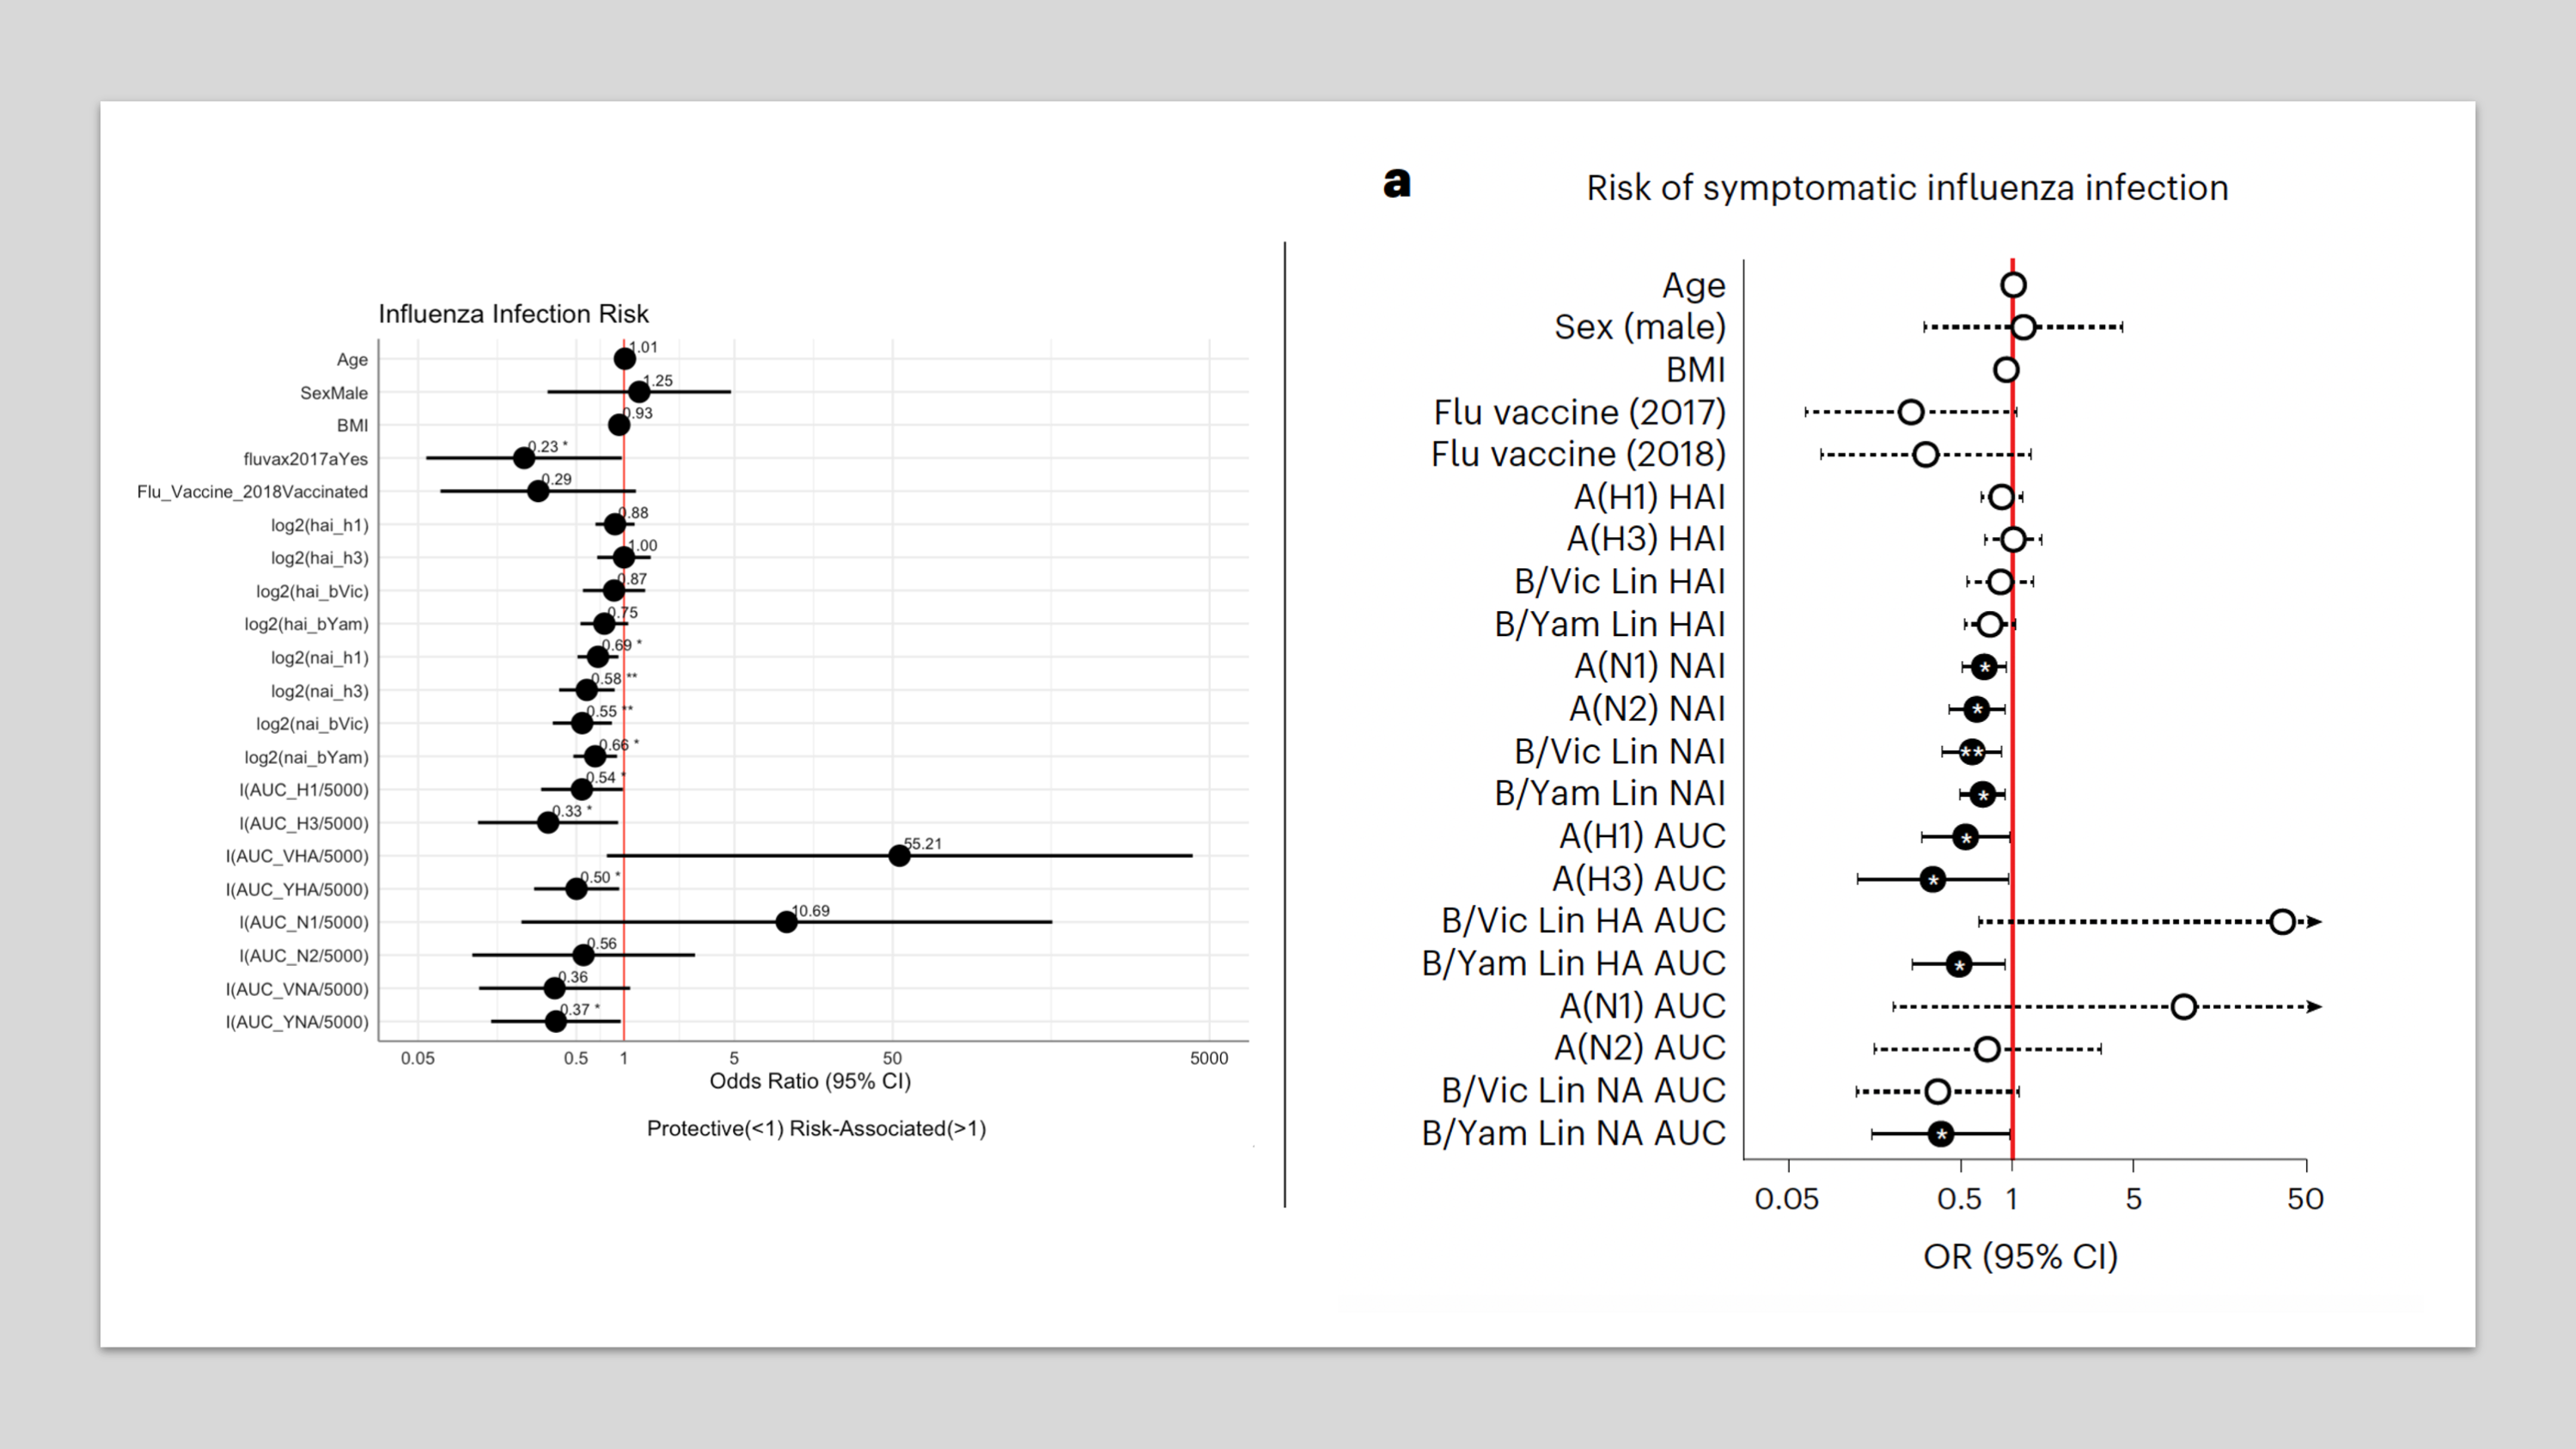 Influenza Infection Risk
Age
1.01
SexMale
1.25
BMI
0.93
fluvax2017aYes
0.23 *
Flu_Vaccine_2018Vaccinated
0.29
log2(hai_h1)
0.88
log2(hai_h3)
1.00
log2(hai_bVic)
0.87
log2(hai_bYam)
0.75
log2(nai_h1)
0.69 *
log2(nai_h3)
0.58 **
log2(nai_bVic)
0.55 **
log2(nai_bYam)
0.66 *
I(AUC_H1/5000)
0.54 *
I(AUC_H3/5000)
0.33 *
I(AUC_VHA/5000)
55.21
I(AUC_YHA/5000)
0.50 *
I(AUC_N1/5000)
10.69
I(AUC_N2/5000)
0.56
I(AUC_VNA/5000)
0.36
I(AUC_YNA/5000)
0.37 *
0.05 0.5 1 5 50 5000
Odds Ratio (95% CI)
Protective(<1) Risk-Associated(>1)
a
Risk of symptomatic influenza infection
Age
Sex (male)
BMI
Flu vaccine (2017)
Flu vaccine (2018)
A(H1) HAI
A(H3) HAI
B/Vic Lin HAI
B/Yam Lin HAI
A(N1) NAI *
A(N2) NAI *
B/Vic Lin NAI **
B/Yam Lin NAI *
A(H1) AUC *
A(H3) AUC *
B/Vic Lin HA AUC
B/Yam Lin HA AUC *
A(N1) AUC
A(N2) AUC
B/Vic Lin NA AUC
B/Yam Lin NA AUC *
0.05 0.5 1 5 50
OR (95% CI)